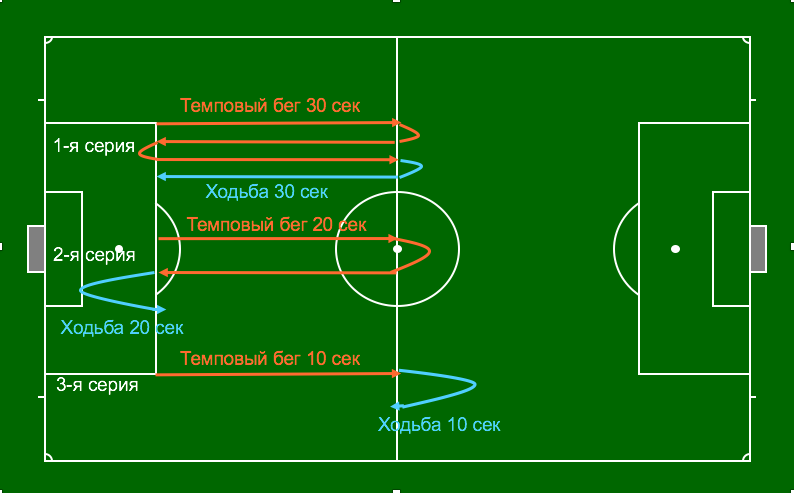 Темповый бег 30 сек
1-я серия
Ходьба 30 сек
Темповый бег 20 сек
2-я серия
Ходьба 20 сек
Темповый бег 10 сек
3-я серия
Ходьба 10 сек